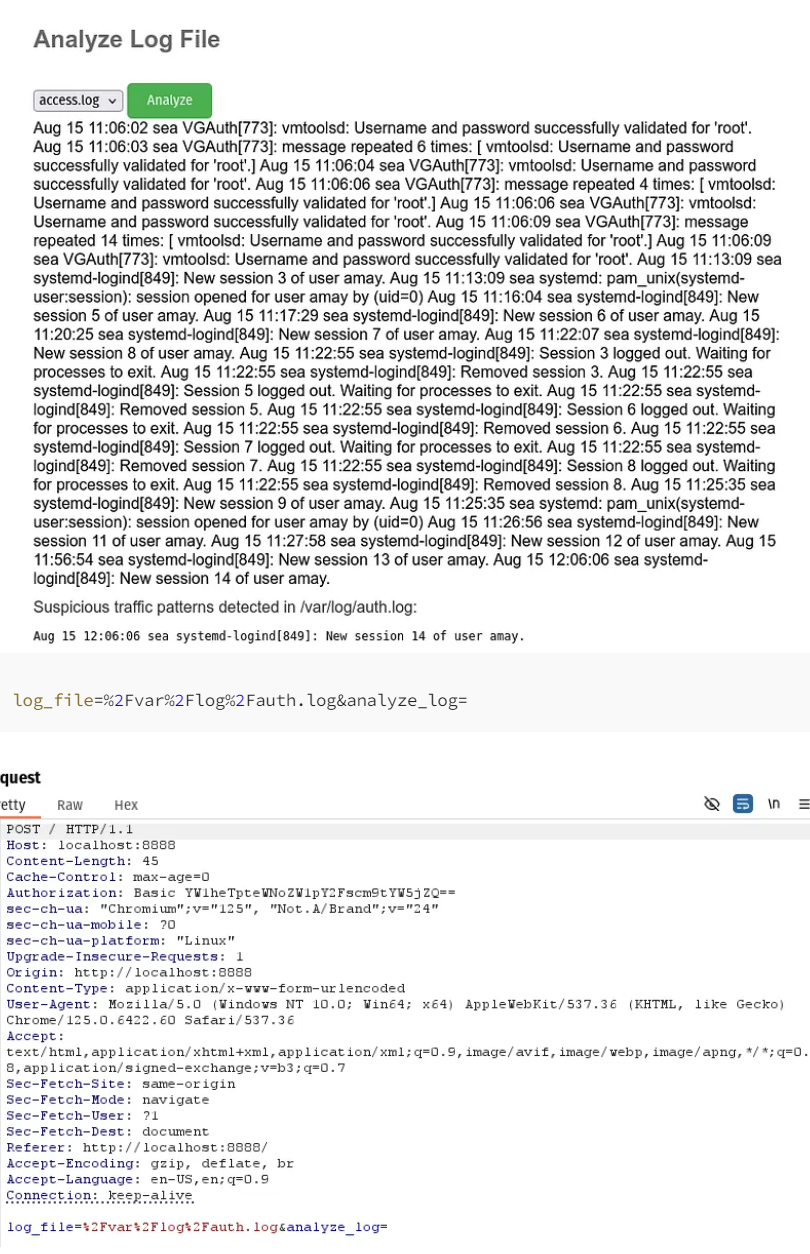 Analyze Log File
access.log Analyze
Aug 15 11:06:02 sea VGAuth[773]: vmtoolsd: Username and password successfully validated for 'root'.
Aug 15 11:06:03 sea VGAuth[773]: message repeated 6 times: [ vmtoolsd: Username and password
successfully validated for 'root'.] Aug 15 11:06:04 sea VGAuth[773]: vmtoolsd: Username and password
successfully validated for 'root'. Aug 15 11:06:06 sea VGAuth[773]: message repeated 4 times: [ vmtoolsd:
Username and password successfully validated for 'root'.] Aug 15 11:06:06 sea VGAuth[773]: vmtoolsd:
Username and password successfully validated for 'root'. Aug 15 11:06:09 sea VGAuth[773]: message
repeated 14 times: [ vmtoolsd: Username and password successfully validated for 'root'.] Aug 15 11:06:09
sea VGAuth[773]: vmtoolsd: Username and password successfully validated for 'root'. Aug 15 11:13:09 sea
systemd-logind[849]: New session 3 of user amay. Aug 15 11:13:09 sea systemd: pam_unix(systemd-
user:session): session opened for user amay by (uid=0) Aug 15 11:16:04 sea systemd-logind[849]: New
session 5 of user amay. Aug 15 11:17:29 sea systemd-logind[849]: New session 6 of user amay. Aug 15
11:20:25 sea systemd-logind[849]: New session 7 of user amay. Aug 15 11:22:07 sea systemd-logind[849]:
New session 8 of user amay. Aug 15 11:22:55 sea systemd-logind[849]: Session 3 logged out. Waiting for
processes to exit. Aug 15 11:22:55 sea systemd-logind[849]: Removed session 3. Aug 15 11:22:55 sea
systemd-logind[849]: Session 5 logged out. Waiting for processes to exit. Aug 15 11:22:55 sea systemd-
logind[849]: Removed session 5. Aug 15 11:22:55 sea systemd-logind[849]: Session 6 logged out. Waiting
for processes to exit. Aug 15 11:22:55 sea systemd-logind[849]: Removed session 6. Aug 15 11:22:55 sea
systemd-logind[849]: Session 7 logged out. Waiting for processes to exit. Aug 15 11:22:55 sea systemd-
logind[849]: Removed session 7. Aug 15 11:22:55 sea systemd-logind[849]: Session 8 logged out. Waiting
for processes to exit. Aug 15 11:22:55 sea systemd-logind[849]: Removed session 8. Aug 15 11:25:35 sea
systemd-logind[849]: New session 9 of user amay. Aug 15 11:25:35 sea systemd: pam_unix(systemd-
user:session): session opened for user amay by (uid=0) Aug 15 11:26:56 sea systemd-logind[849]: New
session 11 of user amay. Aug 15 11:27:58 sea systemd-logind[849]: New session 12 of user amay. Aug 15
11:56:54 sea systemd-logind[849]: New session 13 of user amay. Aug 15 12:06:06 sea systemd-
logind[849]: New session 14 of user amay.
Suspicious traffic patterns detected in /var/log/auth.log:
Aug 15 12:06:06 sea systemd-logind[849]: New session 14 of user amay.
log_file=%2Fvar%2Flog%2Fauth.log&analyze_log=
quest
etty Raw Hex \n
POST / HTTP/1.1
Host: localhost:8888
Content-Length: 45
Cache-Control: max-age=0
Authorization: Basic YW1heTpteWNoZW1pY2Fscm9tYW5jZQ==
sec-ch-ua: "Chromium";v="125", "Not.A/Brand";v="24"
sec-ch-ua-mobile: ?0
sec-ch-ua-platform: "Linux"
Upgrade-Insecure-Requests: 1
Origin: http://localhost:8888
Content-Type: application/x-www-form-urlencoded
User-Agent: Mozilla/5.0 (Windows NT 10.0; Win64; x64) AppleWebKit/537.36 (KHTML, like Gecko)
Chrome/125.0.6422.60 Safari/537.36
Accept:
text/html,application/xhtml+xml,application/xml;q=0.9,image/avif,image/webp,image/apng,*/*;q=0.
8,application/signed-exchange;v=b3;q=0.7
Sec-Fetch-Site: same-origin
Sec-Fetch-Mode: navigate
Sec-Fetch-User: ?1
Sec-Fetch-Dest: document
Referer: http://localhost:8888/
Accept-Encoding: gzip, deflate, br
Accept-Language: en-US,en;q=0.9
Connection: keep-alive
log_file=%2Fvar%2Flog%2Fauth.log&analyze_log=